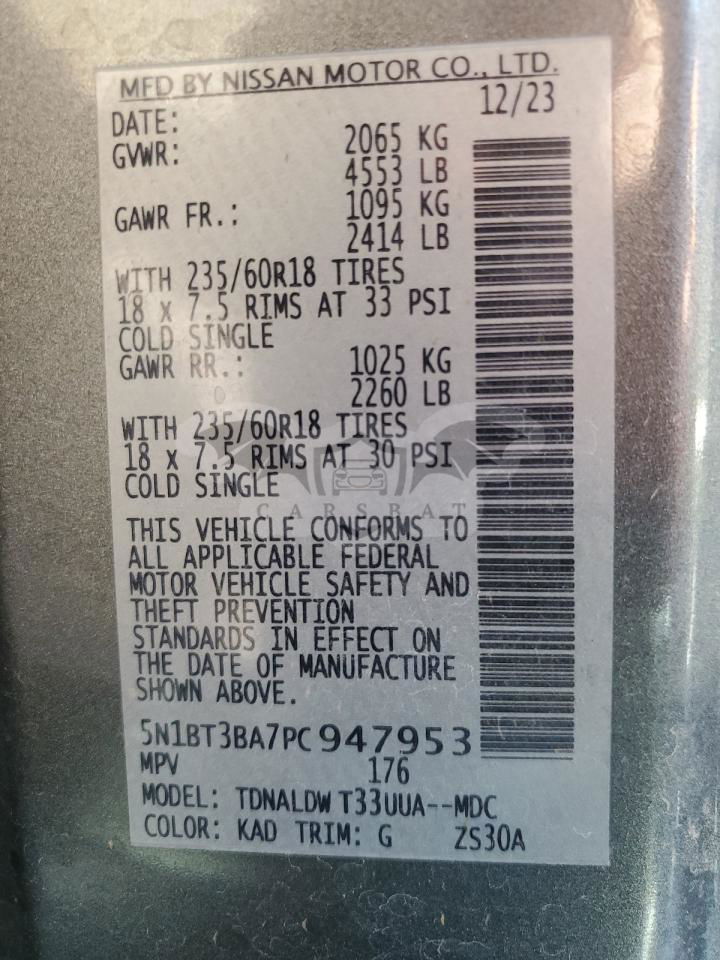 MFD BY NISSAN MOTOR CO., LTD.
DATE: 12/23
GVWR: 2065 KG
4553 LB
GAWR FR.: 1095 KG
2414 LB
WITH 235/60R18 TIRES
18 x 7.5 RIMS AT 33 PSI
COLD SINGLE
GAWR RR.: 1025 KG
2260 LB
WITH 235/60R18 TIRES
18 x 7.5 RIMS AT 30 PSI
COLD SINGLE
CARSBAT
THIS VEHICLE CONFORMS TO
ALL APPLICABLE FEDERAL
MOTOR VEHICLE SAFETY AND
THEFT PREVENTION
STANDARDS IN EFFECT ON
THE DATE OF MANUFACTURE
SHOWN ABOVE.
5N1BT3BA7PC947953
MPV 176
MODEL: TDNALDW T33UUA--MDC
COLOR: KAD TRIM: G ZS30A